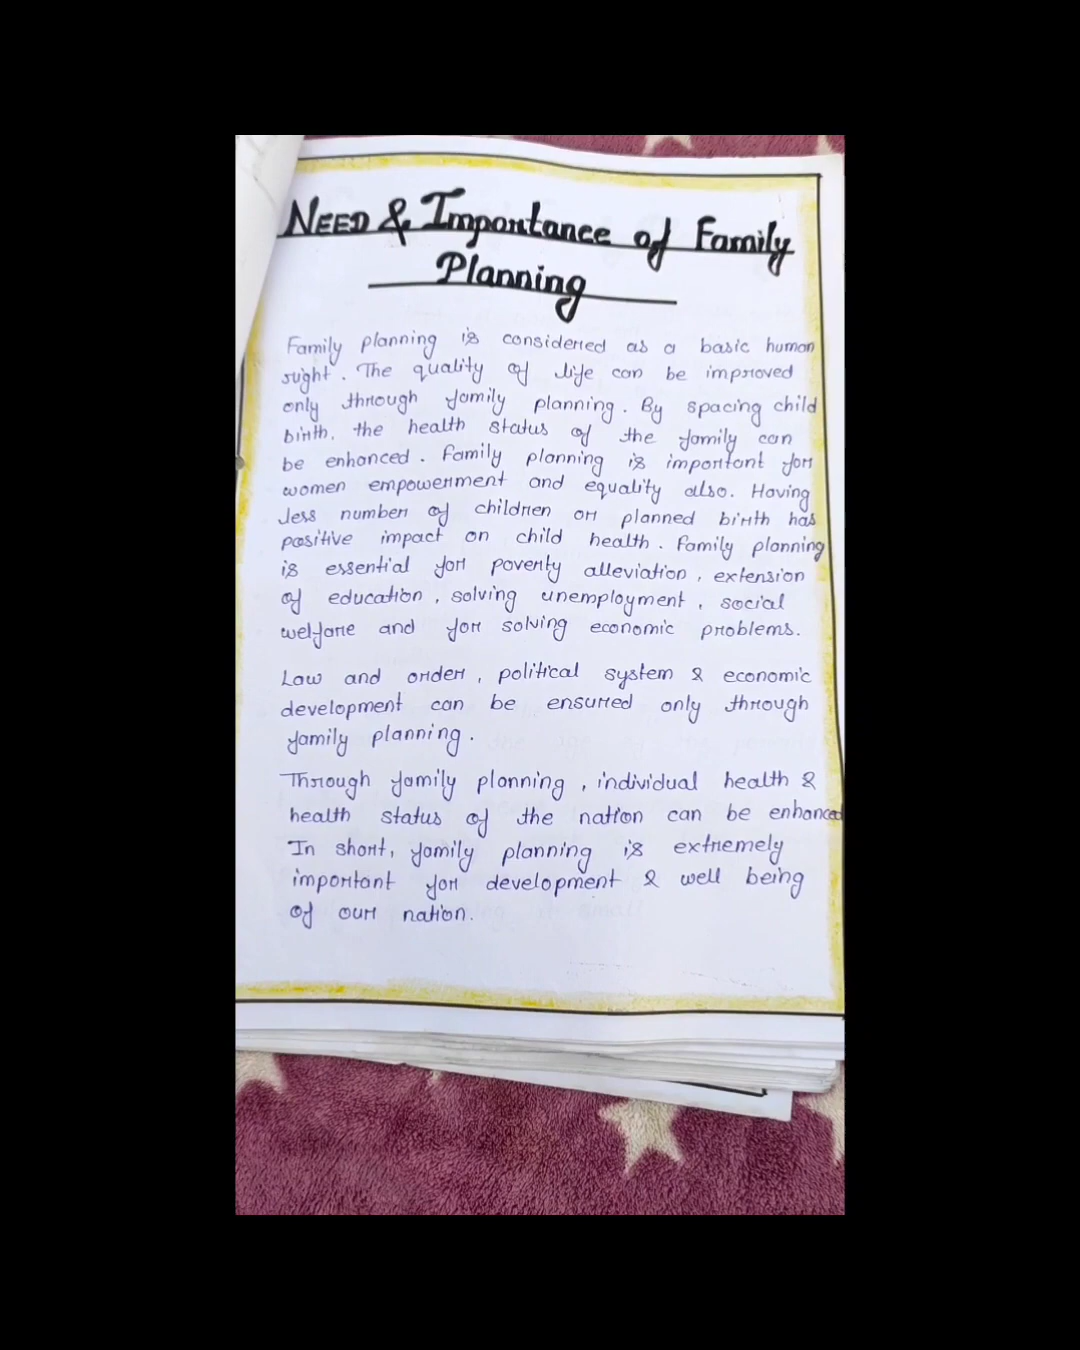 NEED & Importance of Family
Planning
Family planning is considered as a basic human
right. The quality of life can be improved
only through family planning. By spacing child
birth, the health status of the family can
be enhanced. Family planning is important for
women empowerment and equality also. Having
less number of children or planned birth has
positive impact on child health. Family planning
is essential for poverty alleviation, extension
of education, solving unemployment, social
welfare and for solving economic problems.
Law and order, political system & economic
development can be ensured only through
family planning.
Through family planning, individual health &
health status of the nation can be enhanced
In short, family planning is extremely
important for development & well being
of our nation.